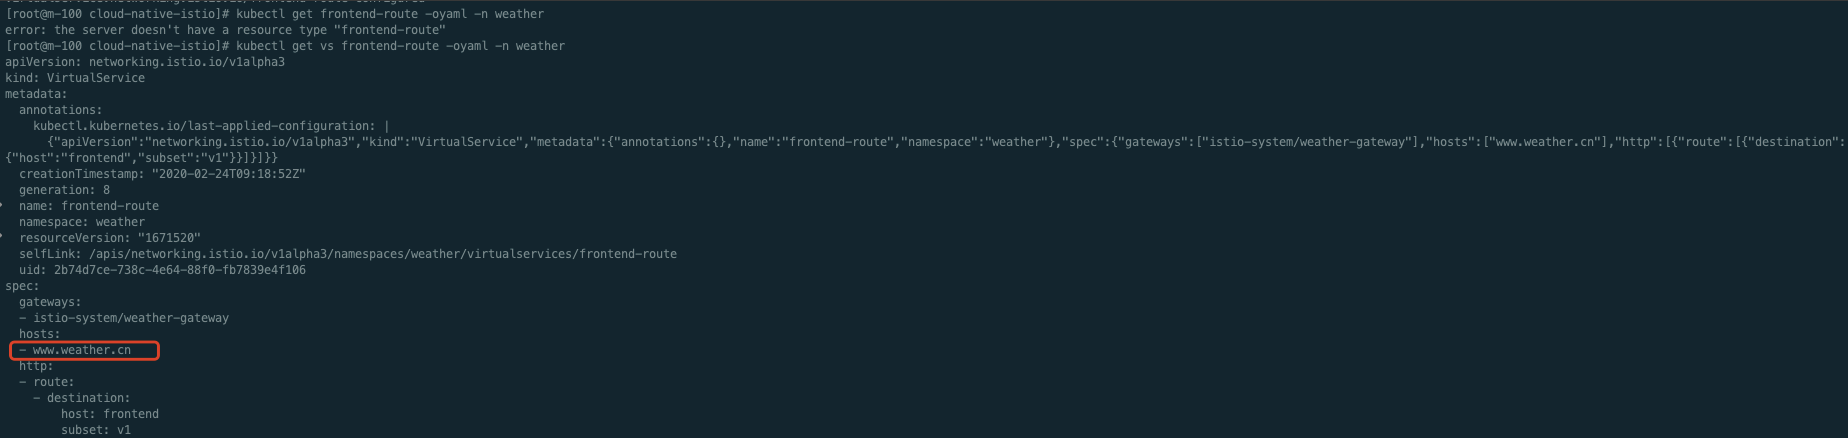 [root@m-100 cloud-native-istio]# kubectl get frontend-route -oyaml -n weather
error: the server doesn't have a resource type "frontend-route"
[root@m-100 cloud-native-istio]# kubectl get vs frontend-route -oyaml -n weather
apiVersion: networking.istio.io/v1alpha3
kind: VirtualService
metadata:
  annotations:
    kubectl.kubernetes.io/last-applied-configuration: |
      {"apiVersion":"networking.istio.io/v1alpha3","kind":"VirtualService","metadata":{"annotations":{},"name":"frontend-route","namespace":"weather"},"spec":{"gateways":["istio-system/weather-gateway"],"hosts":["www.weather.cn"],"http":[{"route":[{"destination":
{"host":"frontend","subset":"v1"}}]}]}}
  creationTimestamp: "2020-02-24T09:18:52Z"
  generation: 8
  name: frontend-route
  namespace: weather
  resourceVersion: "1671520"
  selfLink: /apis/networking.istio.io/v1alpha3/namespaces/weather/virtualservices/frontend-route
  uid: 2b74d7ce-738c-4e64-88f0-fb7839e4f106
spec:
  gateways:
  - istio-system/weather-gateway
  hosts:
  - www.weather.cn
  http:
  - route:
    - destination:
        host: frontend
        subset: v1